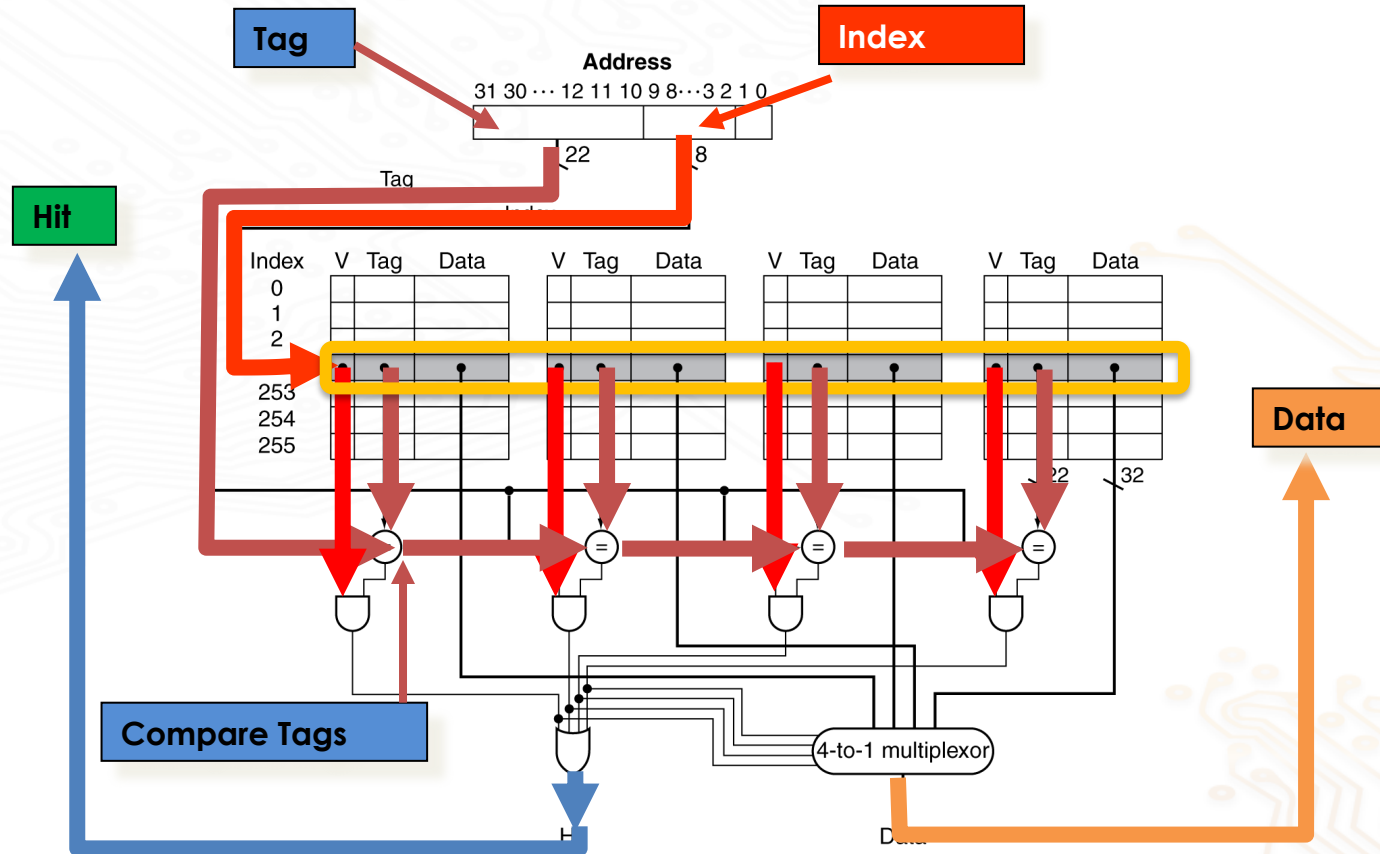 Tag
Index
Address
31 30 ··· 12 11 10 9 8···3 2 1 0
22
8
Tag
Hit
Index V Tag Data V Tag Data V Tag Data V Tag Data
0
1
2
253
254
255
Data
22 32
= = =
Compare Tags
4-to-1 multiplexor
Data